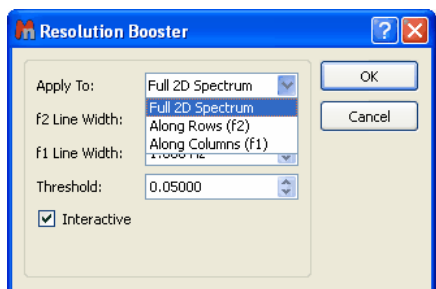 Resolution Booster
Apply To: Full 2D Spectrum OK
Full 2D Spectrum
f2 Line Width: Along Rows (f2) Cancel
Along Columns (f1)
f1 Line Width:
Threshold: 0.05000
Interactive